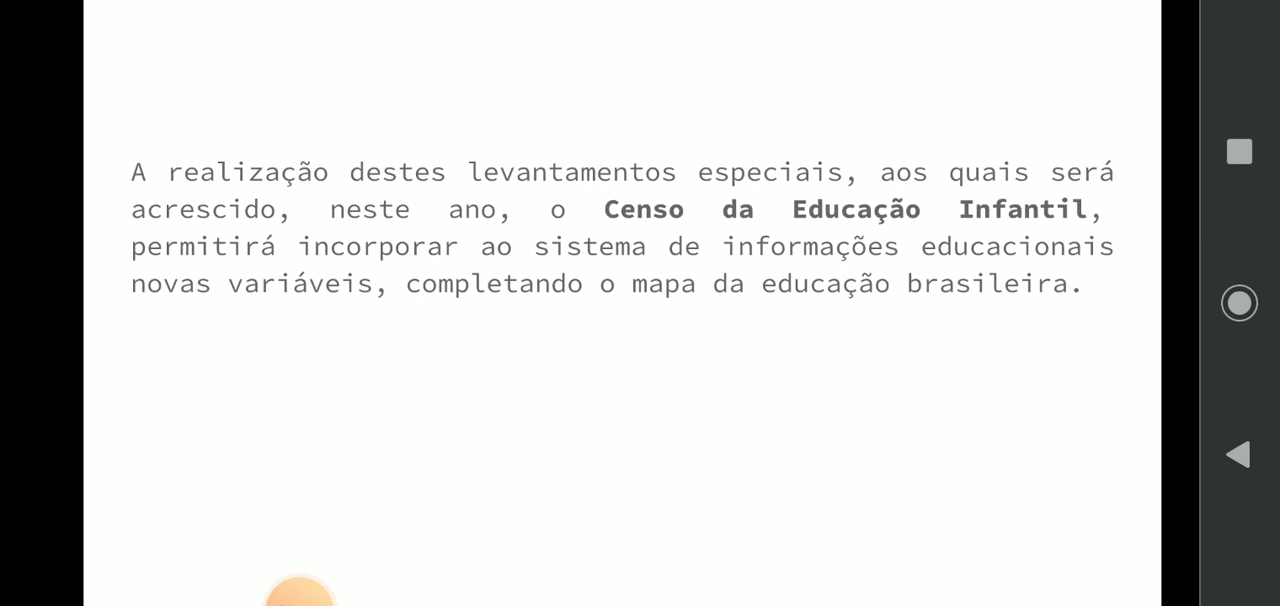 A realização destes levantamentos especiais, aos quais será
acrescido, neste ano, o Censo da Educação Infantil,
permitirá incorporar ao sistema de informações educacionais
novas variáveis, completando o mapa da educação brasileira.